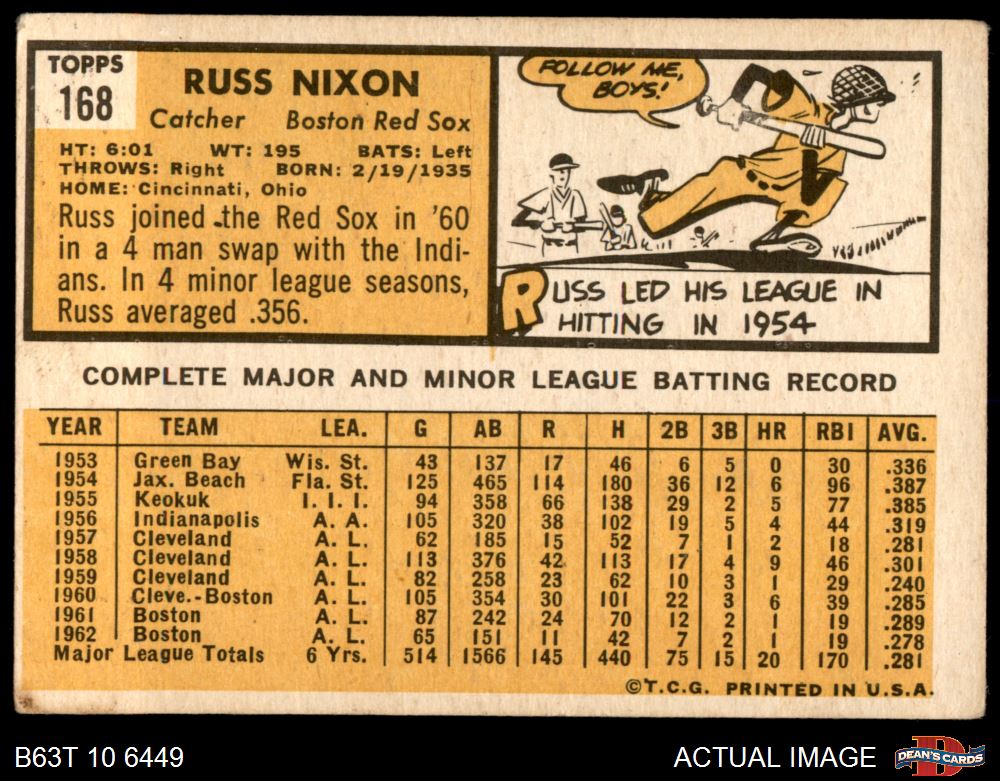 TOPPS
168
RUSS NIXON
Catcher Boston Red Sox
HT: 6:01 WT: 195 BATS: Left
THROWS: Right BORN: 2/19/1935
HOME: Cincinnati, Ohio
Russ joined the Red Sox in '60
in a 4 man swap with the Indi-
ans. In 4 minor league seasons,
Russ averaged .356.
FOLLOW ME,
BOYS!
RUSS LED HIS LEAGUE IN
HITTING IN 1954
COMPLETE MAJOR AND MINOR LEAGUE BATTING RECORD
YEAR TEAM LEA. G AB R H 2B 3B HR RBI AVG.
1953 Green Bay Wis. St. 43 137 17 46 6 5 0 30 .336
1954 Jax. Beach Fla. St. 125 465 114 180 36 12 6 96 .387
1955 Keokuk I. I. I. 94 358 66 138 29 2 5 77 .385
1956 Indianapolis A. A. 105 320 38 102 19 5 4 44 .319
1957 Cleveland A. L. 62 185 15 52 7 1 2 18 .281
1958 Cleveland A. L. 113 376 42 113 17 4 9 46 .301
1959 Cleveland A. L. 82 258 23 62 10 3 1 29 .240
1960 Cleve.-Boston A. L. 105 354 30 101 22 3 6 39 .285
1961 Boston A. L. 87 242 24 70 12 2 1 19 .289
1962 Boston A. L. 65 151 11 42 7 2 1 19 .278
Major League Totals 6 Yrs. 514 1566 145 440 75 15 20 170 .281
©T.C.G. PRINTED IN U.S.A.
B63T 10 6449
ACTUAL IMAGE
D
DEAN'S CARDS